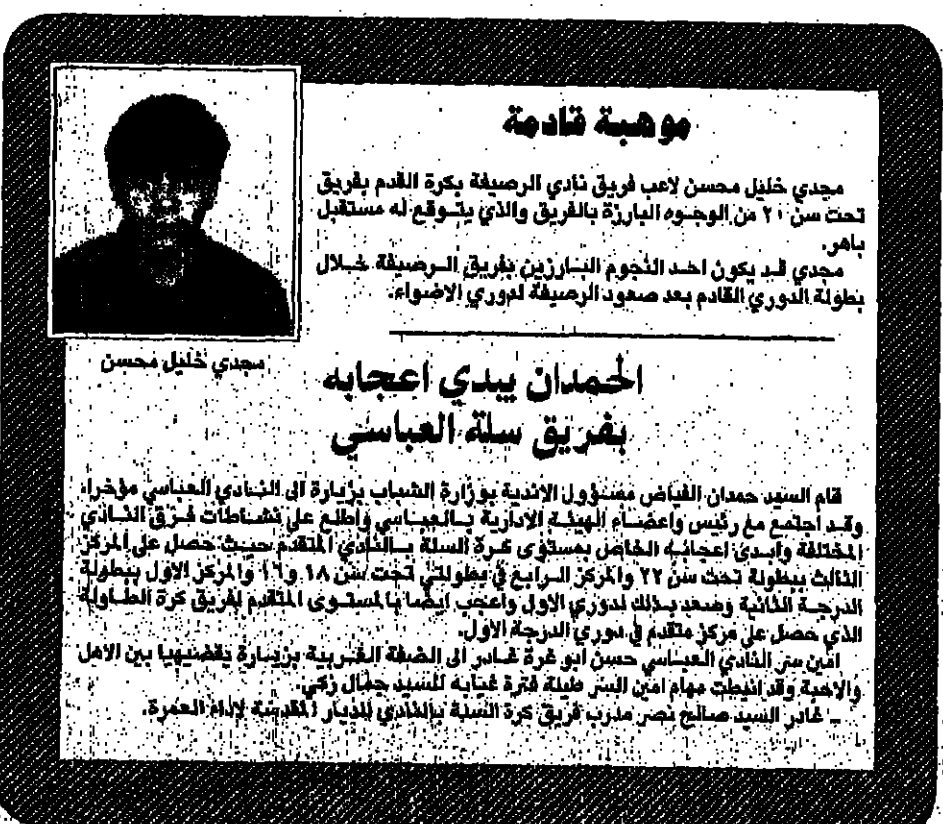 موهبة قادمة
مجدي خليل محسن لاعب فريق نادي الرصيفة بكرة القدم بفريق
تحت سن ٢١ من الوجوه البارزة بالفريق والذي يتوقع له مستقبل
باهر.
مجدي قد يكون احد النجوم البارزين بفريق الرصيفة خلال
بطولة الدوري القادم بعد صعود الرصيفة لدوري الاضواء.
مجدي خليل محسن
الحمدان يبدي اعجابه
بفريق سلة العباسي
قام السيد حمدان الفياض مسؤول الاندية بوزارة الشباب بزيارة الى النادي العباسي مؤخرا،
وقد اجتمع مع رئيس واعضاء الهيئة الادارية بالعباسي واطلع على نشاطات فرق النادي
المختلفة وابدى اعجابه الخاص بمستوى كرة السلة بالنادي المتقدم حيث حصل على المركز
الثالث ببطولة تحت سن ٢٢ والمركز الرابع في بطولتي تحت سن ١٨ و١٦ والمركز الاول ببطولة
الدرجة الثانية وصعد بذلك لدوري الاول واعجب ايضا بالمستوى المتقدم لفريق كرة الطاولة
الذي حصل على مركز متقدم في دوري الدرجة الاول.
امين سر النادي العباسي حسن ابو غرة غادر الى الضفة الغربية بزيارة يقضيها بين الاهل
والاحبة وقد انيطت مهام امين السر طيلة فترة غيابه للسيد جمال زكي.
- غادر السيد صالح نصر مدرب فريق كرة السلة بالنادي للديار المقدسة لاداء العمرة.